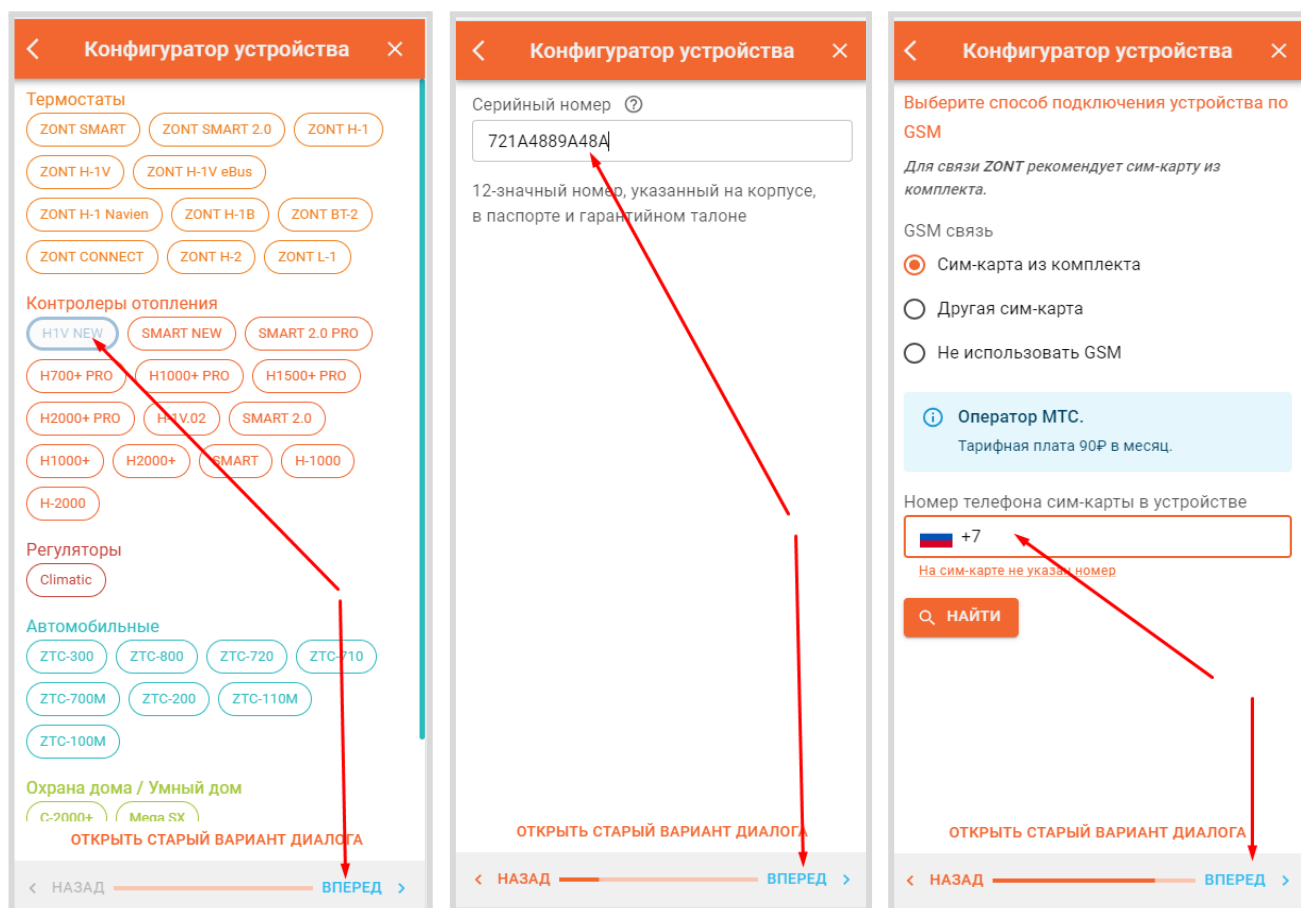 Конфигуратор устройства
Термостаты
ZONT SMART
ZONT SMART 2.0
ZONT H-1
ZONT H-1V
ZONT H-1V eBus
ZONT H-1 Navien
ZONT H-1B
ZONT BT-2
ZONT CONNECT
ZONT H-2
ZONT L-1
Контролеры отопления
H1V NEW
SMART NEW
SMART 2.0 PRO
H700+ PRO
H1000+ PRO
H1500+ PRO
H2000+ PRO
H-1V.02
SMART 2.0
H1000+
H2000+
SMART
H-1000
H-2000
Регуляторы
Climatic
Автомобильные
ZTC-300
ZTC-800
ZTC-720
ZTC-710
ZTC-700M
ZTC-200
ZTC-110M
ZTC-100M
Охрана дома / Умный дом
C-2000+
Mega SX
ОТКРЫТЬ СТАРЫЙ ВАРИАНТ ДИАЛОГА
НАЗАД
ВПЕРЕД
Конфигуратор устройства
Серийный номер
721A4889A48A
12-значный номер, указанный на корпусе,
в паспорте и гарантийном талоне
ОТКРЫТЬ СТАРЫЙ ВАРИАНТ ДИАЛОГА
НАЗАД
ВПЕРЕД
Конфигуратор устройства
Выберите способ подключения устройства по
GSM
Для связи ZONT рекомендует сим-карту из
комплекта.
GSM связь
Сим-карта из комплекта
Другая сим-карта
Не использовать GSM
Оператор МТС.
Тарифная плата 90₽ в месяц.
Номер телефона сим-карты в устройстве
+7
На сим-карте не указан номер
НАЙТИ
ОТКРЫТЬ СТАРЫЙ ВАРИАНТ ДИАЛОГА
НАЗАД
ВПЕРЕД